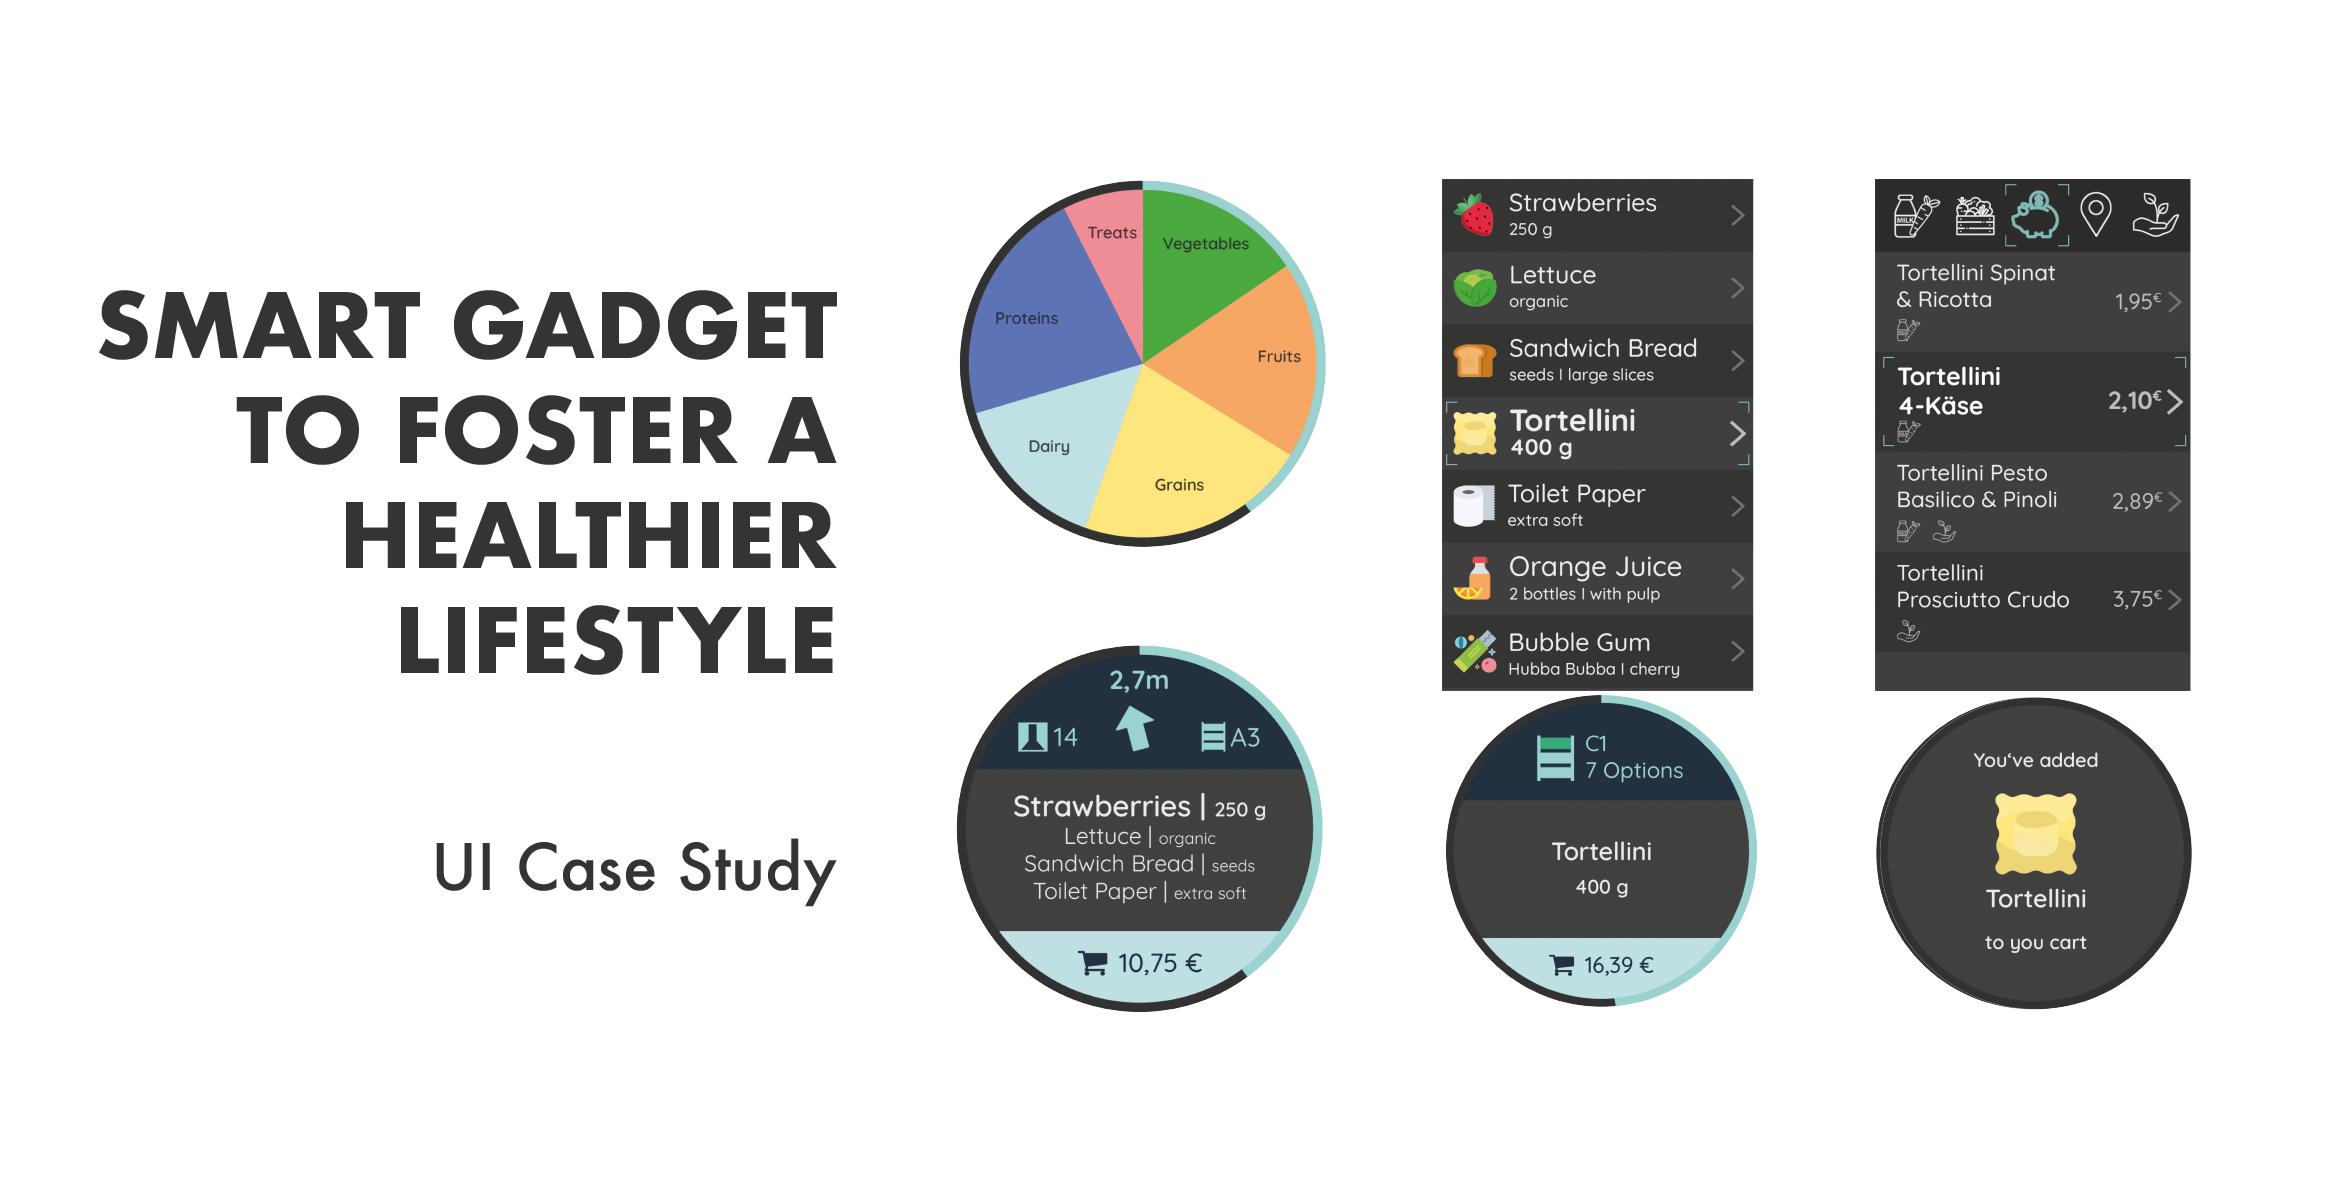 SMART GADGET
TO FOSTER A
HEALTHIER
LIFESTYLE
UI Case Study
Treats
Vegetables
Proteins
Fruits
Dairy
Grains
2,7m
14
A3
Strawberries | 250 g
Lettuce | organic
Sandwich Bread | seeds
Toilet Paper | extra soft
10,75 €
Strawberries
250 g
Lettuce
organic
Sandwich Bread
seeds I large slices
Tortellini
400 g
Toilet Paper
extra soft
Orange Juice
2 bottles I with pulp
Bubble Gum
Hubba Bubba I cherry
C1
7 Options
Tortellini
400 g
16,39 €
MILK
Tortellini Spinat
& Ricotta
1,95€
Tortellini
4-Käse
2,10€
Tortellini Pesto
Basilico & Pinoli
2,89€
Tortellini
Prosciutto Crudo
3,75€
You‘ve added
Tortellini
to you cart